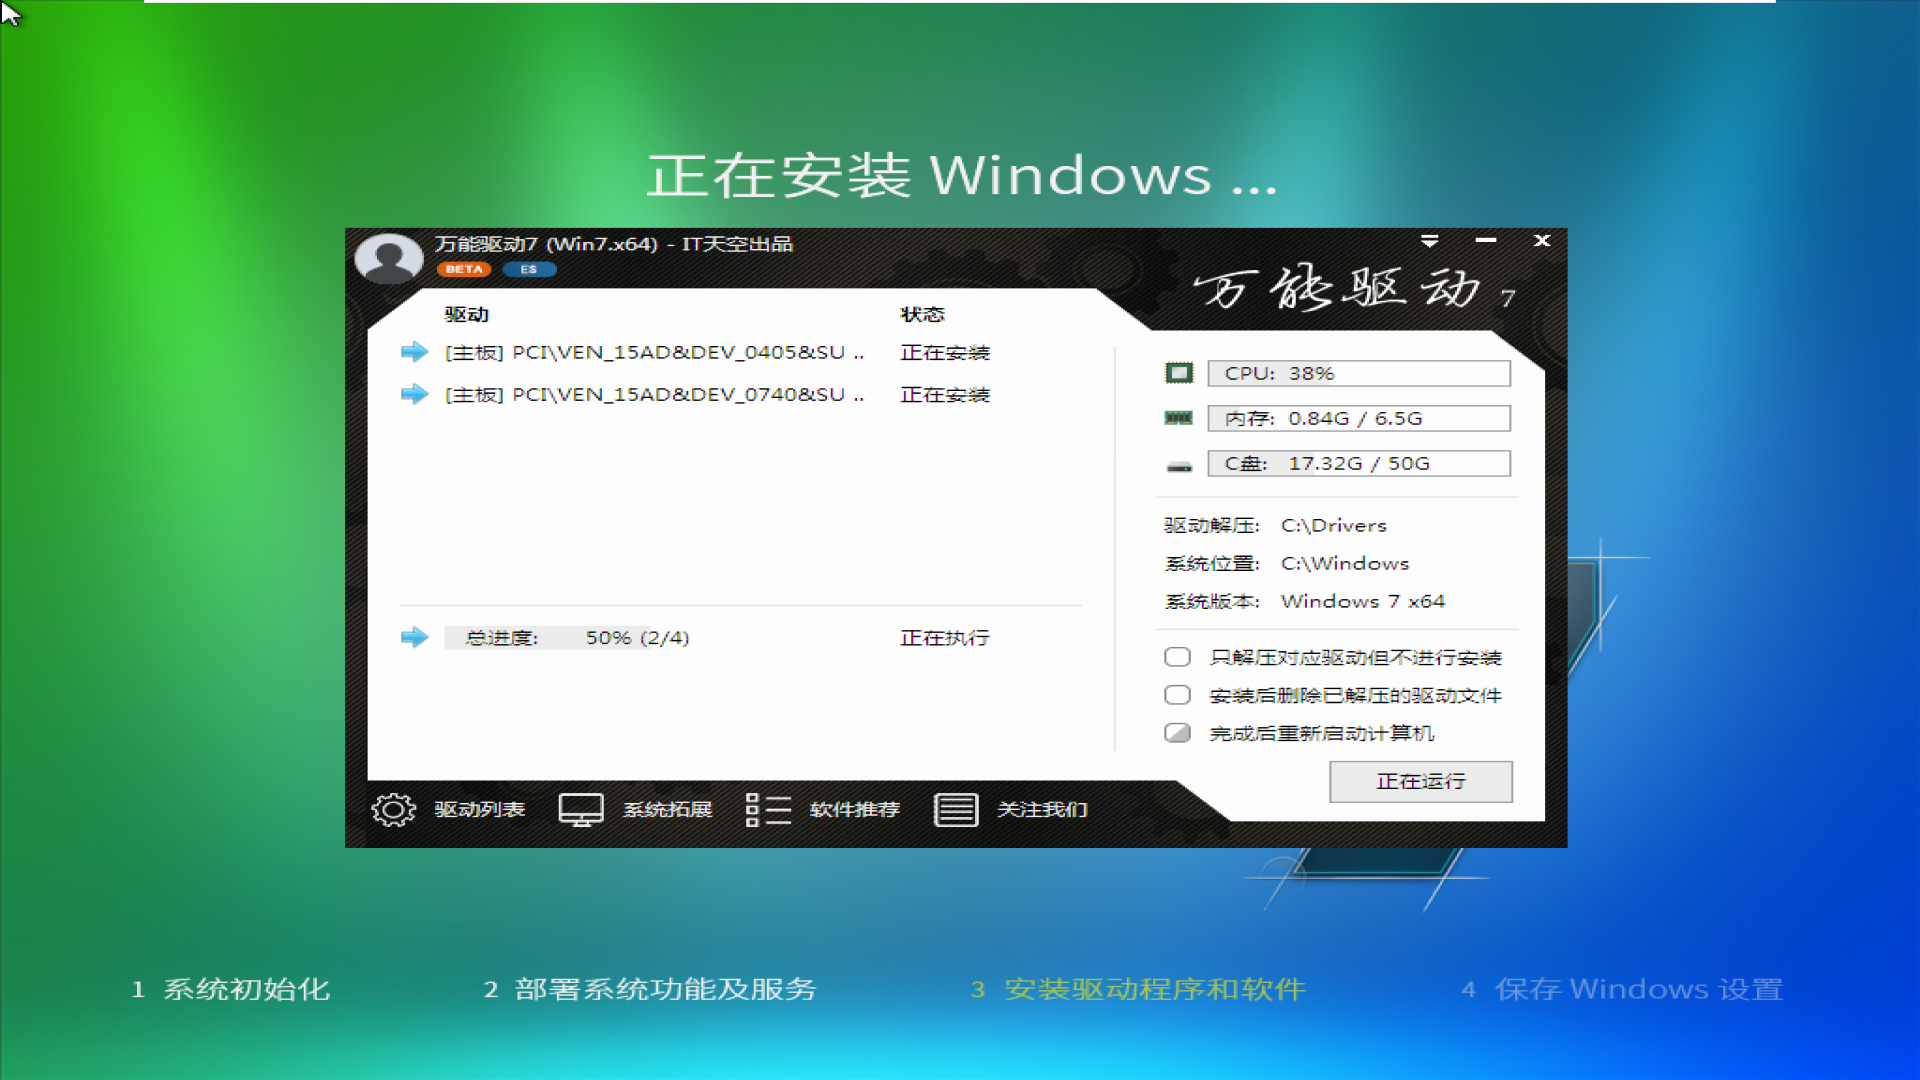 正在安装 Windows ...
万能驱动7 (Win7.x64) - IT天空出品
BETA ES
万能驱动 7
驱动 状态
[主板] PCI\VEN_15AD&DEV_0405&SU .. 正在安装
[主板] PCI\VEN_15AD&DEV_0740&SU .. 正在安装
总进度: 50% (2/4) 正在执行
CPU: 38%
内存: 0.84G / 6.5G
C盘: 17.32G / 50G
驱动解压: C:\Drivers
系统位置: C:\Windows
系统版本: Windows 7 x64
只解压对应驱动但不进行安装
安装后删除已解压的驱动文件
完成后重新启动计算机
正在运行
驱动列表 系统拓展 软件推荐 关注我们
1 系统初始化 2 部署系统功能及服务 3 安装驱动程序和软件 4 保存 Windows 设置